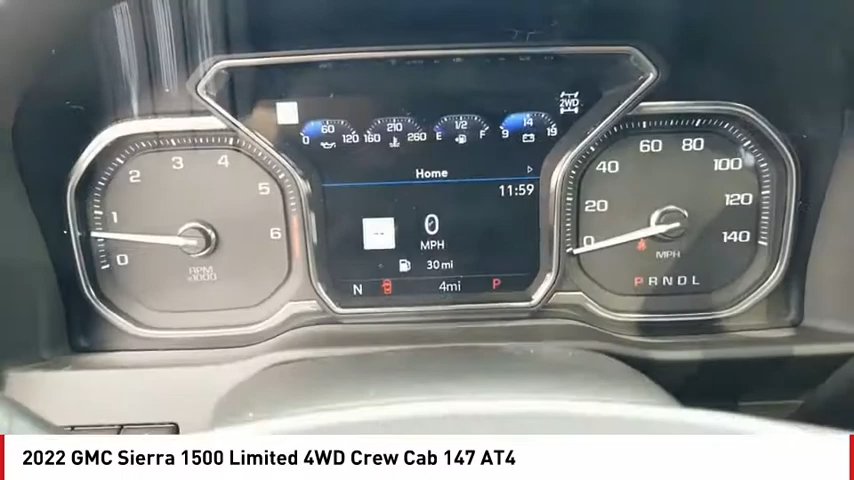 2WD
60 210 1/2 14
0 120 160 260 E F 9 19
Home
11:59
--
0
MPH
30 mi
N 4mi P
0 1 2 3 4 5 6
RPM
x1000
0 20 40 60 80 100 120 140
MPH
PRNDL
2022 GMC Sierra 1500 Limited 4WD Crew Cab 147 AT4